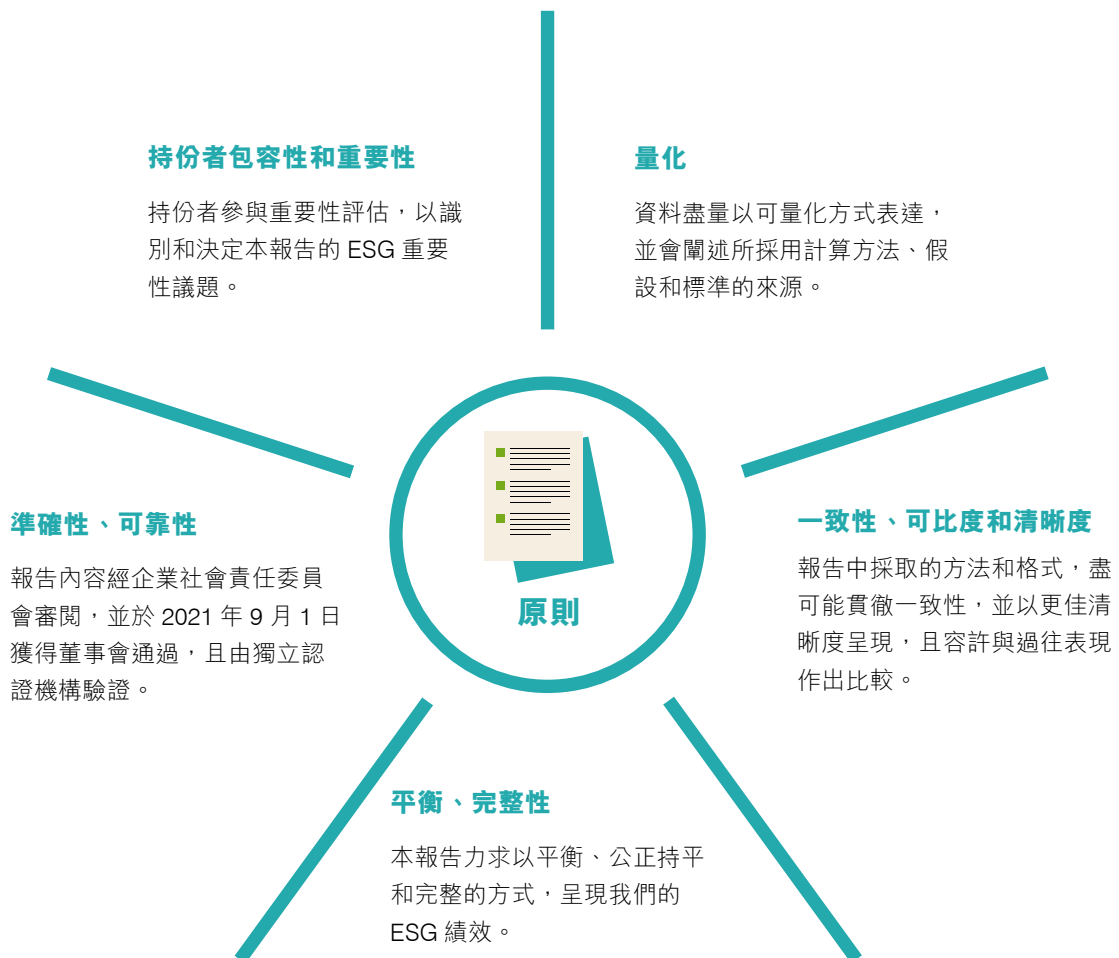 持份者包容性和重要性
持份者參與重要性評估，以識
別和決定本報告的 ESG 重要
性議題。
量化
資料盡量以可量化方式表達，
並會闡述所採用計算方法、假
設和標準的來源。
準確性、可靠性
報告內容經企業社會責任委員
會審閱，並於 2021 年 9 月 1 日
獲得董事會通過，且由獨立認
證機構驗證。
原則
一致性、可比度和清晰度
報告中採取的方法和格式，盡
可能貫徹一致性，並以更佳清
晰度呈現，且容許與過往表現
作出比較。
平衡、完整性
本報告力求以平衡、公正持平
和完整的方式，呈現我們的
ESG 績效。